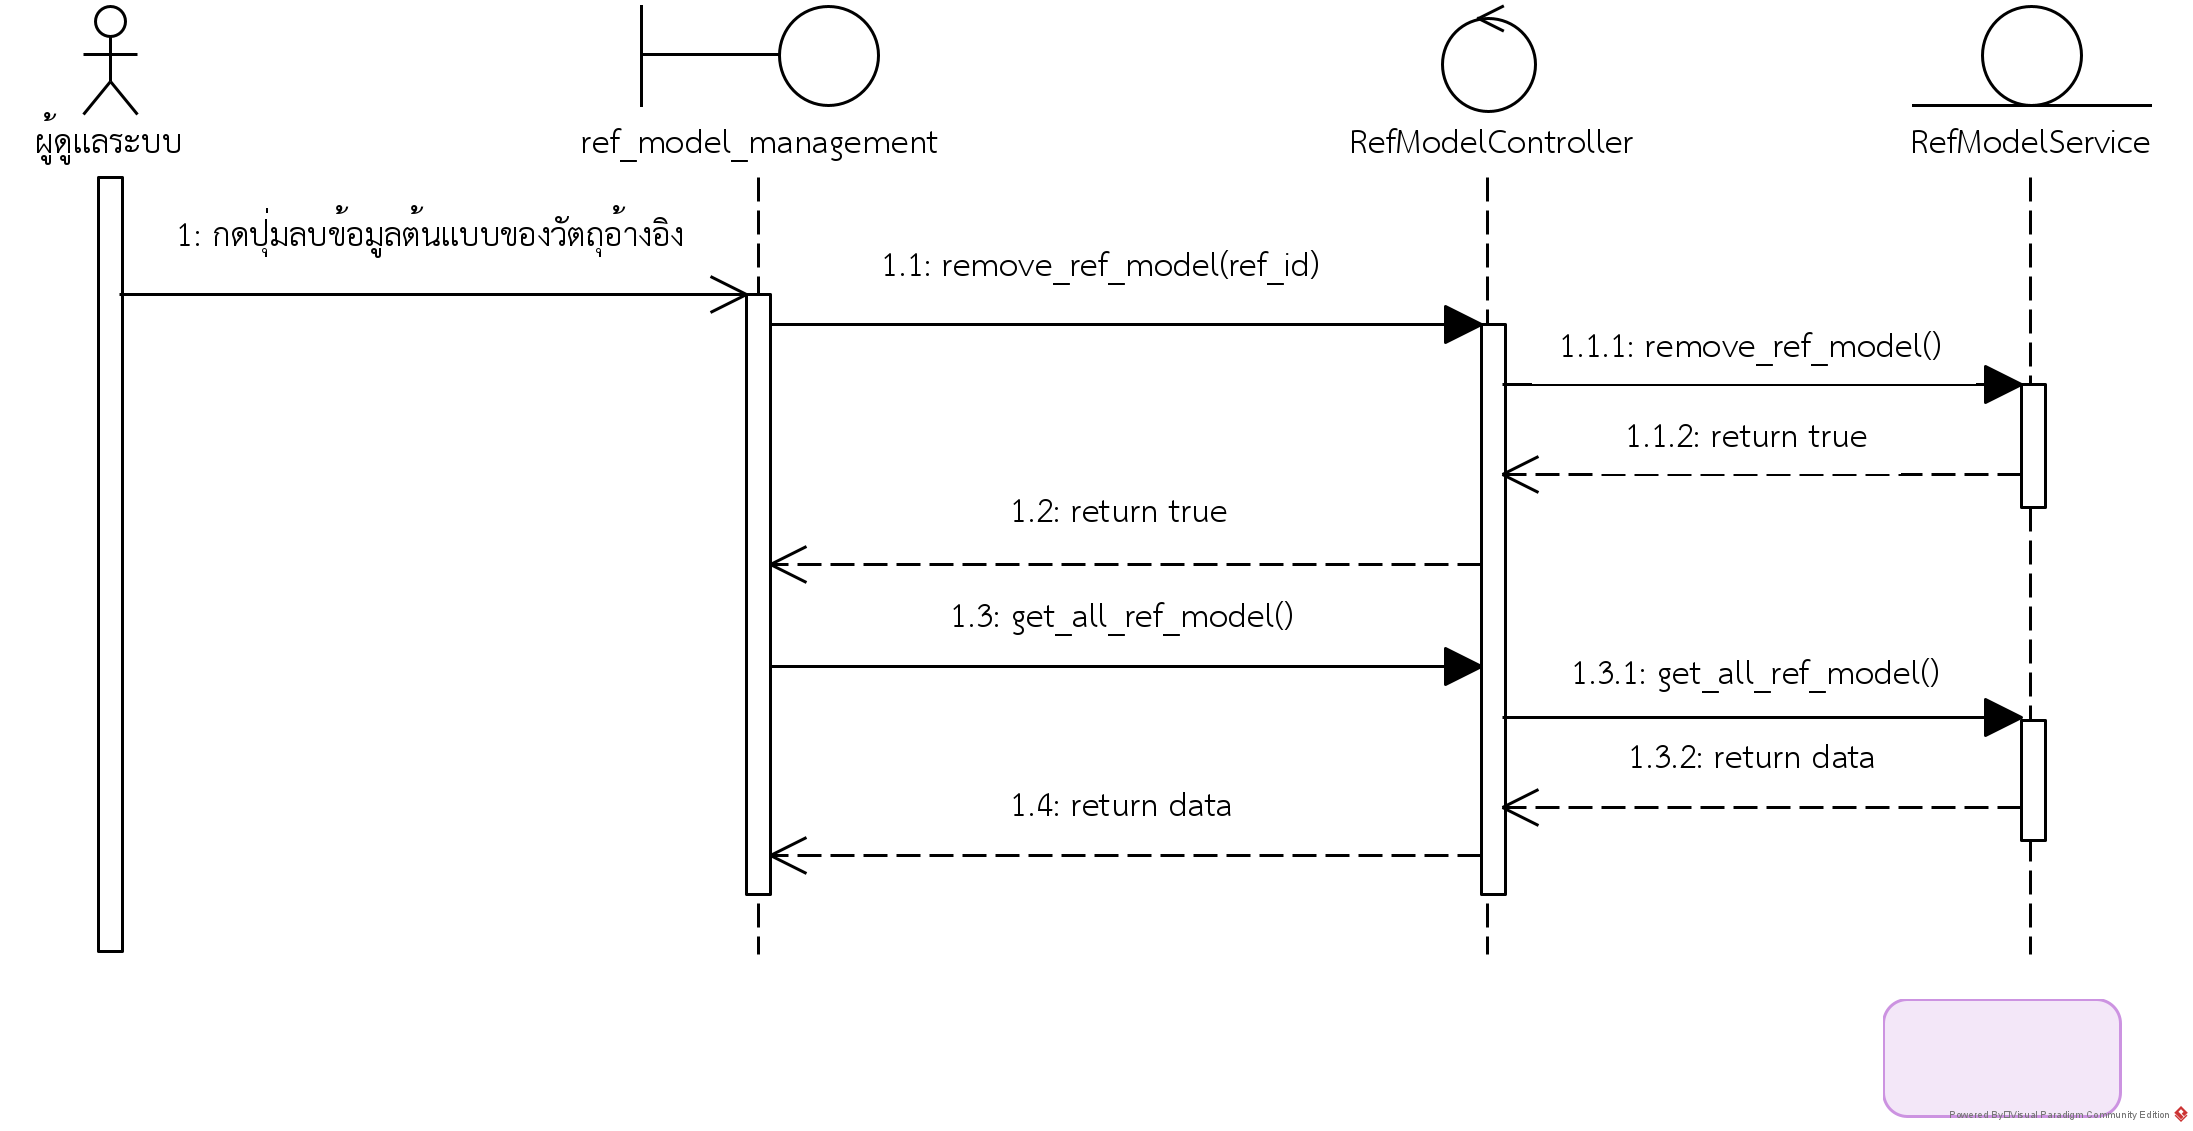 ผู้ดูแลระบบ
ref_model_management
RefModelController
RefModelService
1: กดปุ่มลบข้อมูลต้นแบบของวัตถุอ้างอิง
1.1: remove_ref_model(ref_id)
1.1.1: remove_ref_model()
1.1.2: return true
1.2: return true
1.3: get_all_ref_model()
1.3.1: get_all_ref_model()
1.3.2: return data
1.4: return data
Powered By Visual Paradigm Community Edition